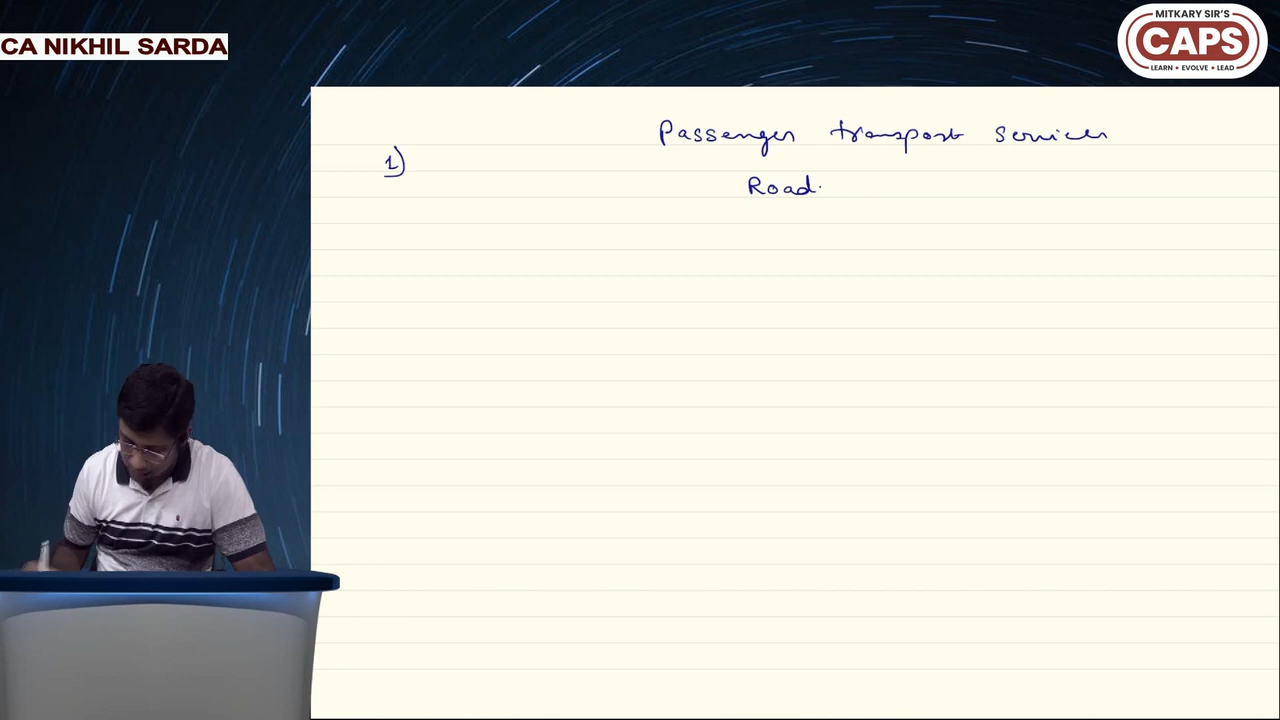 CA NIKHIL SARDA
MITKARY SIR'S
CAPS
LEARN • EVOLVE • LEAD
Passenger transport services
1)
Road.